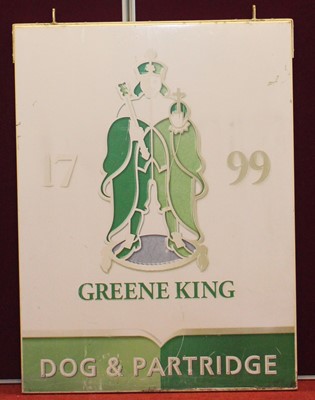 17 99
GREENE KING
DOG & PARTRIDGE